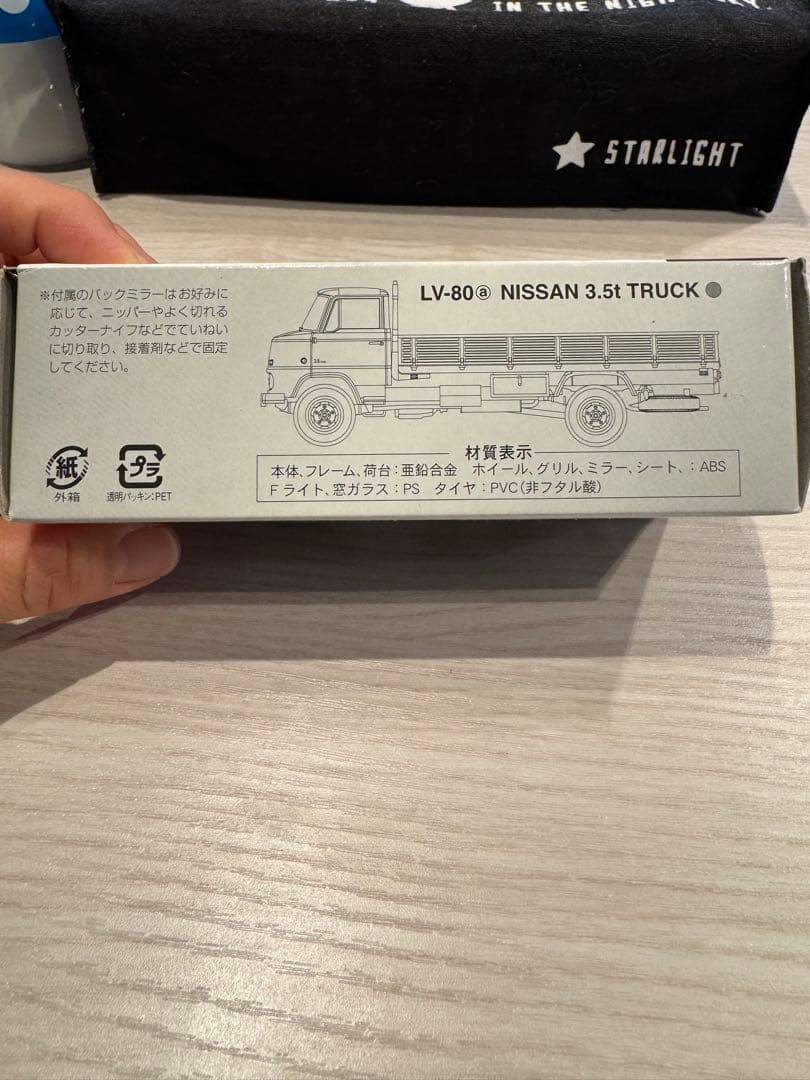 IN THE NIGH
STARLIGHT
※付属のバックミラーはお好みに
応じて、ニッパーやよく切れる
カッターナイフなどでていねい
に切り取り、接着剤などで固定
してください。
LV-80ⓐ NISSAN 3.5t TRUCK
紙
外箱
プラ
透明パッキン:PET
材質表示
本体、フレーム、荷台:亜鉛合金 ホイール、グリル、ミラー、シート、:ABS
Fライト、窓ガラス:PS タイヤ:PVC(非フタル酸)